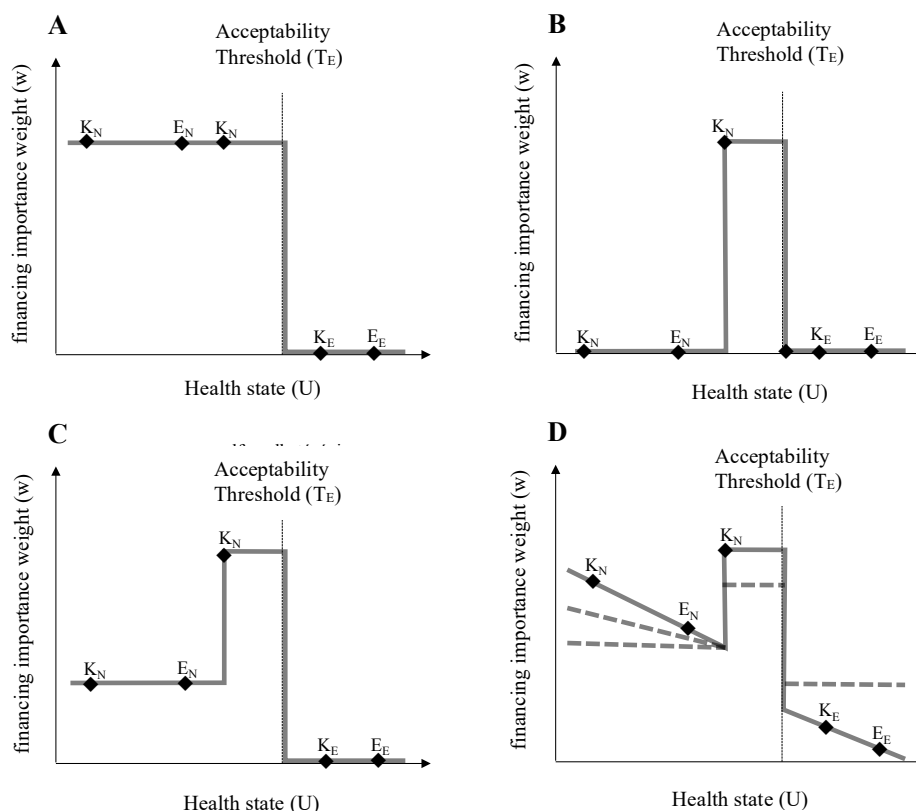 A
Acceptability
Threshold (TE)
financing importance weight (w)
KN
EN
KN
KE
EE
Health state (U)
B
Acceptability
Threshold (TE)
financing importance weight (w)
KN
KN
EN
KE
EE
Health state (U)
C
Acceptability
Threshold (TE)
financing importance weight (w)
KN
KN
EN
KE
EE
Health state (U)
D
Acceptability
Threshold (TE)
financing importance weight (w)
KN
KN
EN
KE
EE
Health state (U)